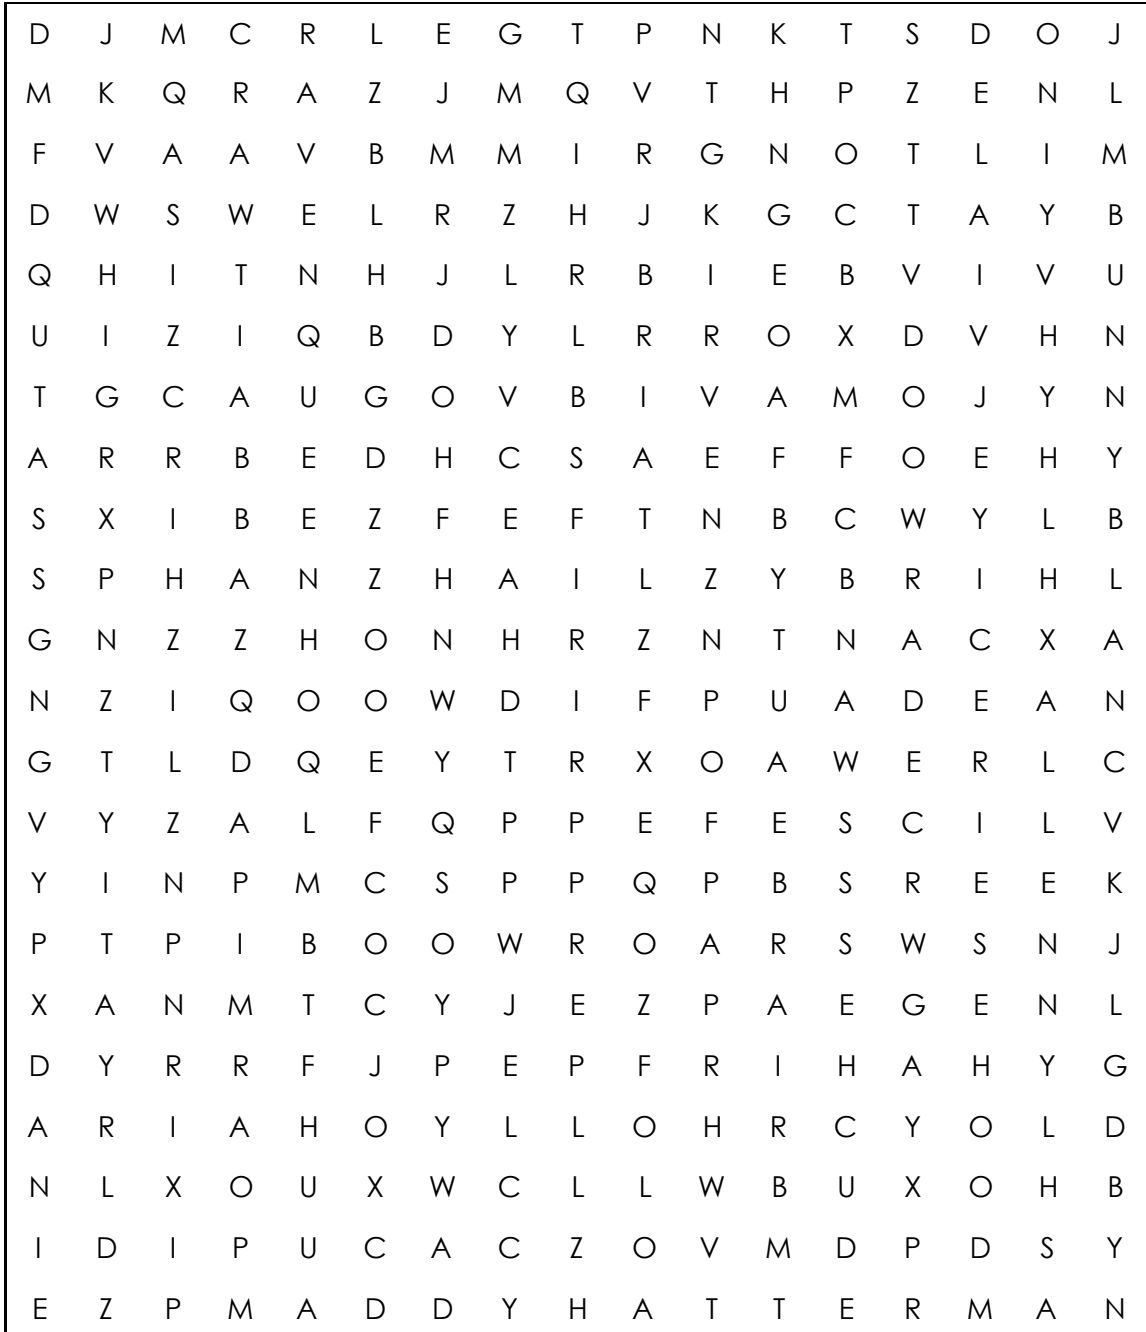 D J M C R L E G T P N K T S D O J
M K Q R A Z J M Q V T H P Z E N L
F V A A V B M M I R G N O T L I M
D W S W E L R Z H J K G C T A Y B
Q H I T N H J L R B I E B V I V U
U I Z I Q B D Y L R R O X D V H N
T G C A U G O V B I V A M O J Y N
A R R B E D H C S A E F F O E H Y
S X I B E Z F E F T N B C W Y L B
S P H A N Z H A I L Z Y B R I H L
G N Z Z H O N H R Z N T N A C X A
N Z I Q O O W D I F P U A D E A N
G T L D Q E Y T R X O A W E R L C
V Y Z A L F Q P P E F E S C I L V
Y I N P M C S P P Q P B S R E E K
P T P I B O O W R O A R S W S N J
X A N M T C Y J E Z P A E G E N L
D Y R R F J P E P F R I H A H Y G
A R I A H O Y L L O H R C Y O L D
N L X O U X W C L L W B U X O H B
I D I P U C A C Z O V M D P D S Y
E Z P M A D D Y H A T T E R M A N